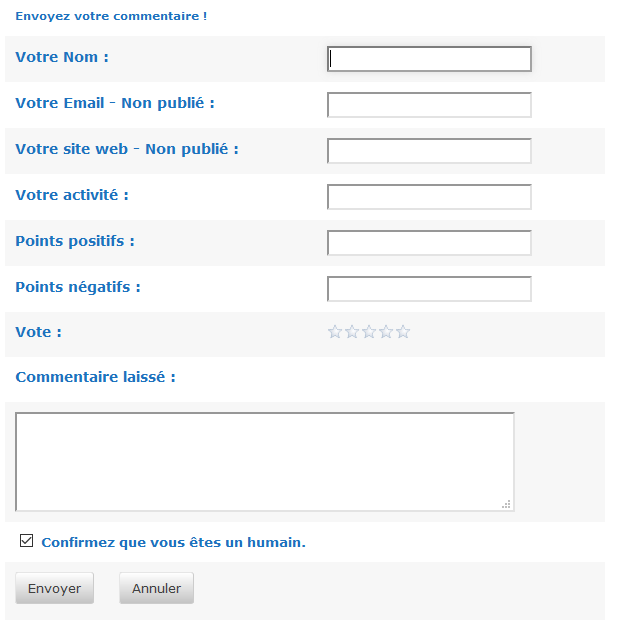 Envoyez votre commentaire !
Votre Nom :
Votre Email - Non publié :
Votre site web - Non publié :
Votre activité :
Points positifs :
Points négatifs :
Vote :
Commentaire laissé :
Confirmez que vous êtes un humain.
Envoyer Annuler